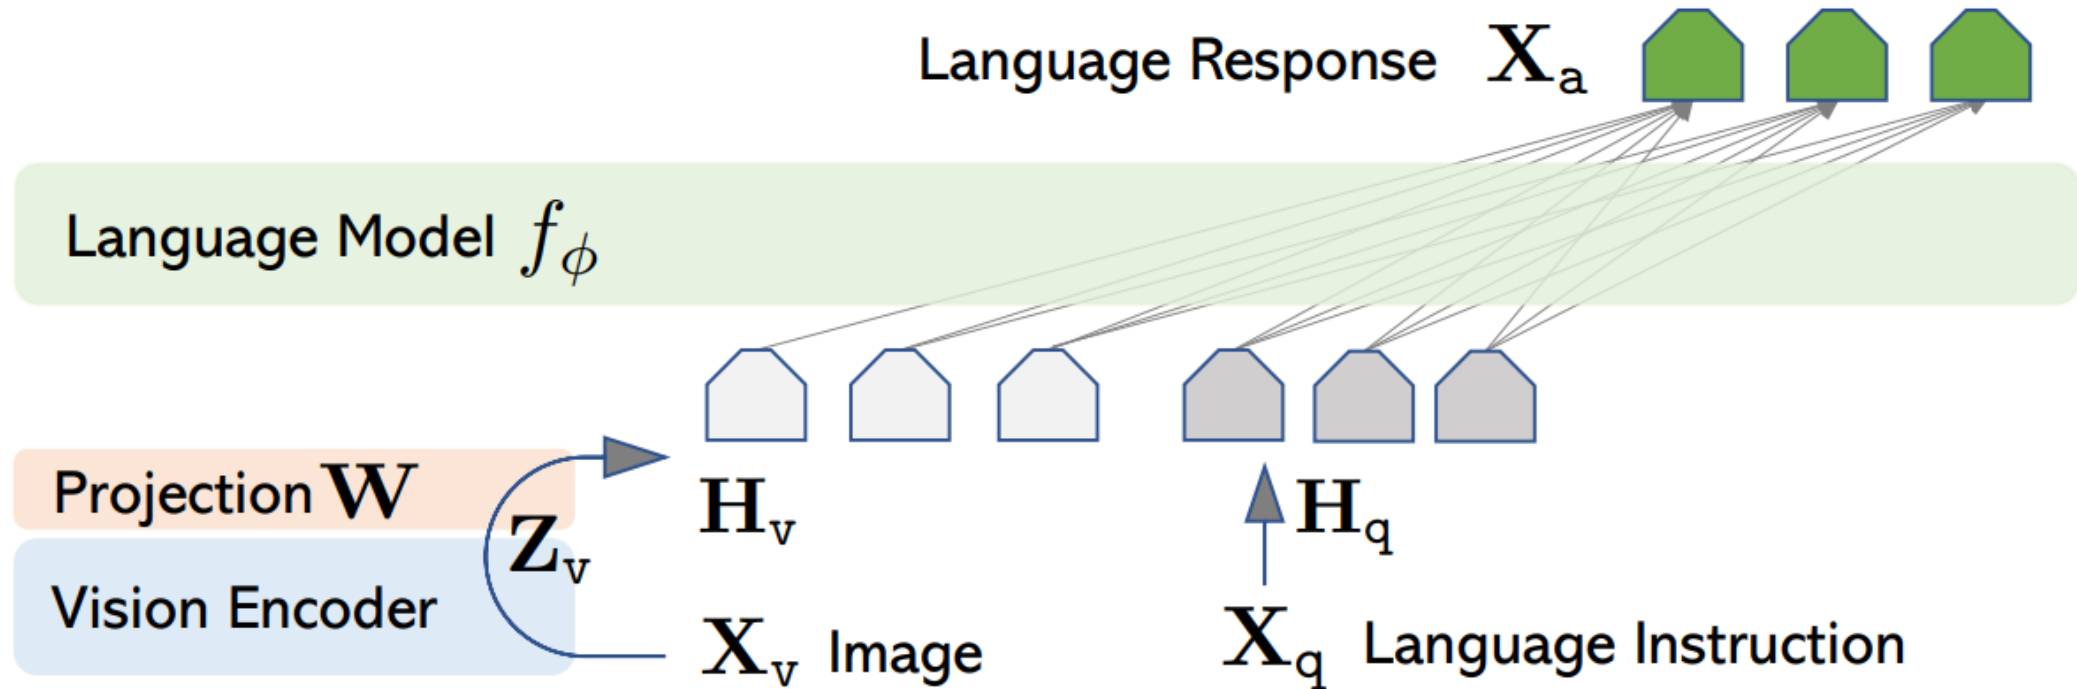 Language Response X_a
Language Model f_ϕ
Projection W
Z_v
H_v
H_q
Vision Encoder
X_v Image
X_q Language Instruction